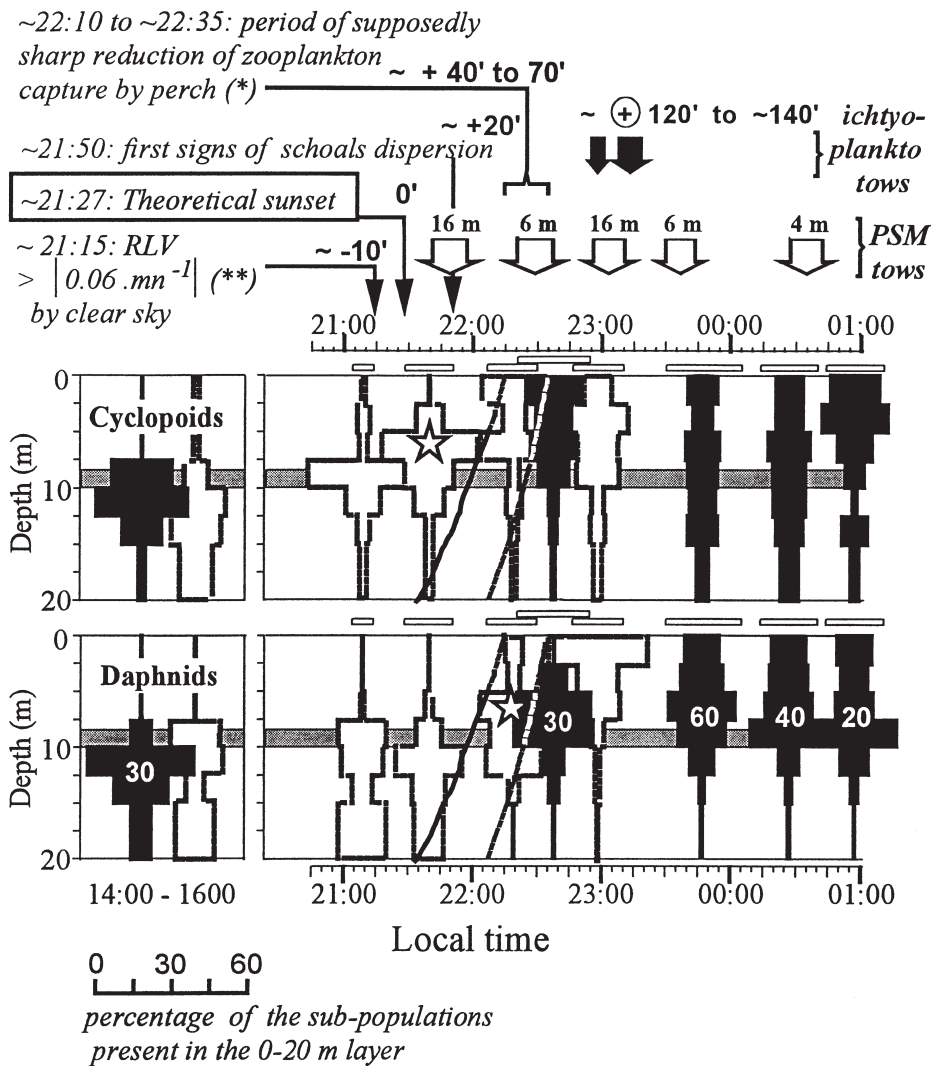 ~22:10 to ~22:35: period of supposedly
sharp reduction of zooplankton
capture by perch (*)
~ + 40' to 70'
~ +20'
~21:50: first signs of schoals dispersion
0'
~21:27: Theoretical sunset
~ 21:15: RLV
> |0.06 .mn⁻¹| (**)
by clear sky
~ -10'
~ ⊕ 120' to ~140'
ichtyo-
plankto
tows
16 m 6 m 16 m 6 m 4 m
PSM
tows
21:00 22:00 23:00 00:00 01:00
Depth (m)
0
10
20
Cyclopoids
Depth (m)
0
10
20
Daphnids
30
30 60 40 20
14:00 - 1600
21:00 22:00 23:00 00:00 01:00
Local time
0 30 60
percentage of the sub-populations
present in the 0-20 m layer